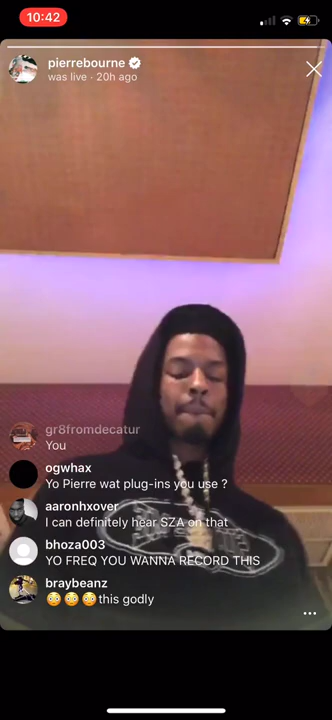 10:42
pierrebourne
was live · 20h ago
gr8fromdecatur
You
ogwhax
Yo Pierre wat plug-ins you use ?
aaronhxover
I can definitely hear SZA on that
bhoza003
YO FREQ YOU WANNA RECORD THIS
braybeanz
😳😳😳this godly